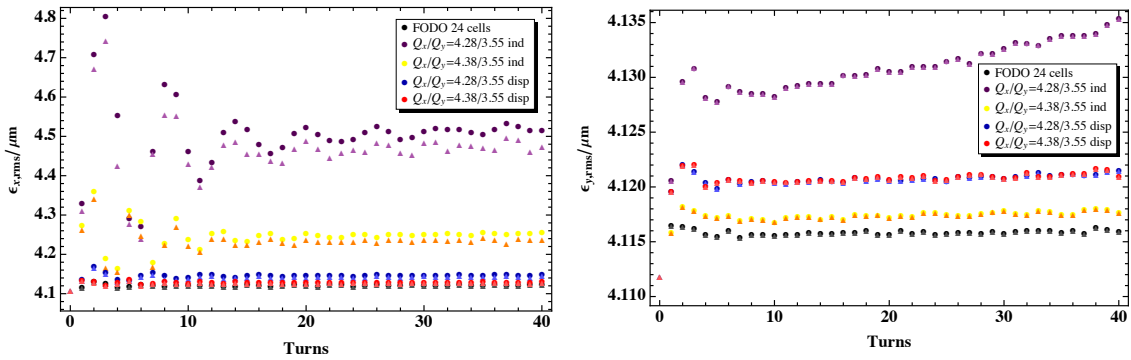 4.8
4.7
4.6
4.5
4.4
4.3
4.2
4.1
ϵx,rms/μm
0
10
20
30
40
Turns
FODO 24 cells
Qx/Qy=4.28/3.55 ind
Qx/Qy=4.38/3.55 ind
Qx/Qy=4.28/3.55 disp
Qx/Qy=4.38/3.55 disp
4.135
4.130
4.125
4.120
4.115
4.110
ϵy,rms/μm
0
10
20
30
40
Turns
FODO 24 cells
Qx/Qy=4.28/3.55 ind
Qx/Qy=4.38/3.55 ind
Qx/Qy=4.28/3.55 disp
Qx/Qy=4.38/3.55 disp